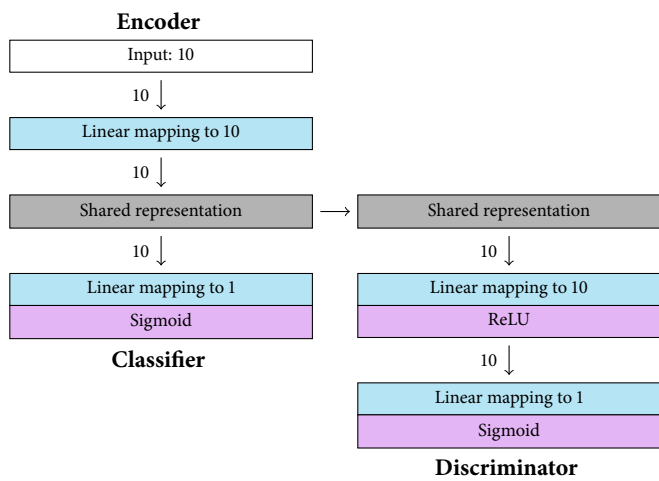 Encoder
Input: 10
10
Linear mapping to 10
10
Shared representation
10
Linear mapping to 1
Sigmoid
Classifier
Shared representation
10
Linear mapping to 10
ReLU
10
Linear mapping to 1
Sigmoid
Discriminator